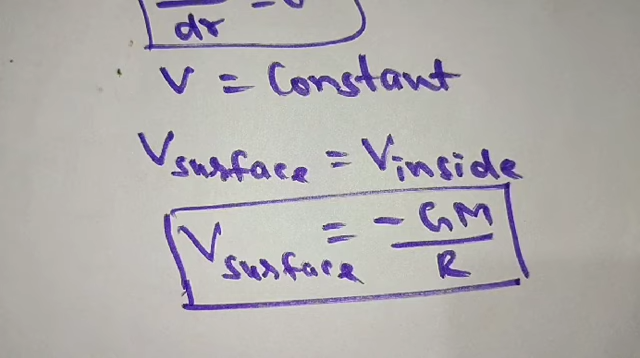 dr
V = Constant
Vsurface = Vinside
Vsurface = -GM/R